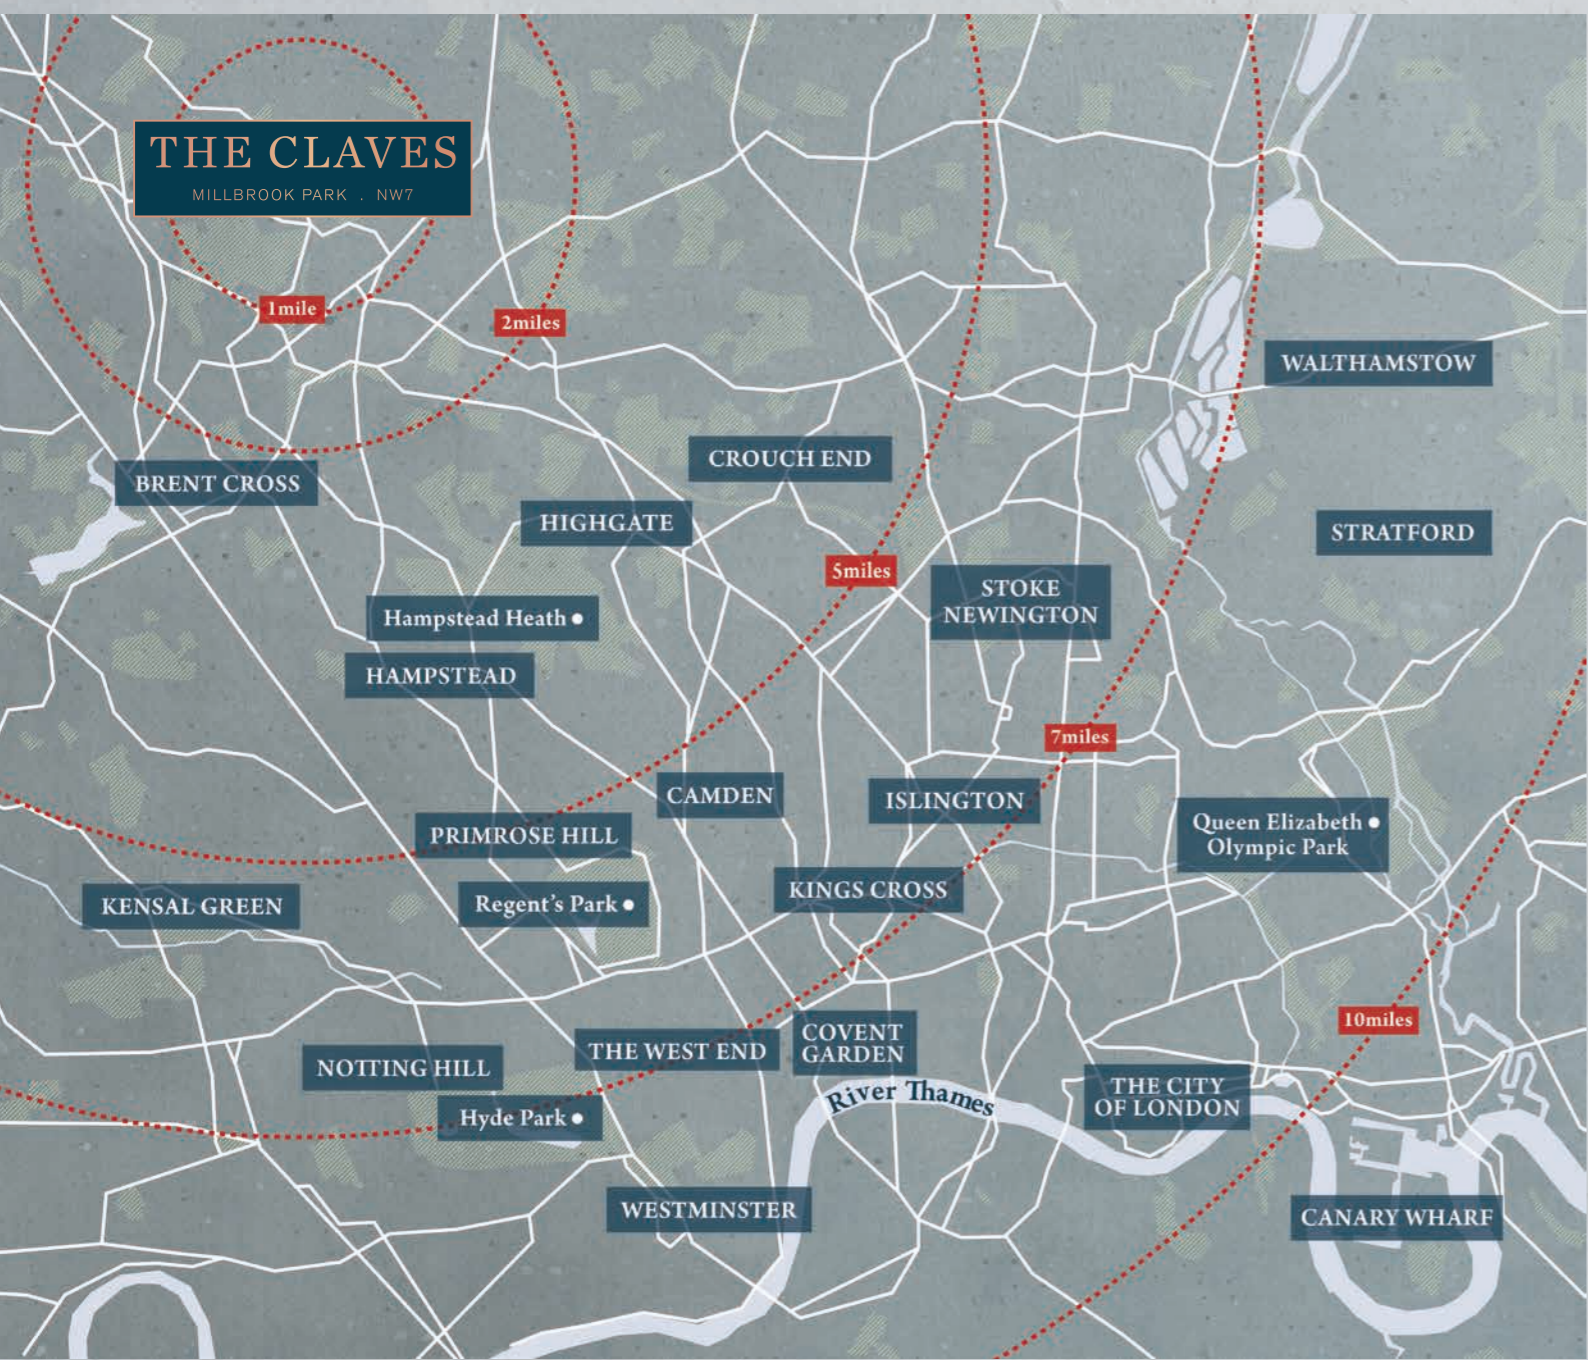 THE CLAVES
MILLBROOK PARK . NW7
1mile
2miles
WALTHAMSTOW
CROUCH END
BRENT CROSS
HIGHGATE
STRATFORD
5miles
STOKE
NEWINGTON
Hampstead Heath
HAMPSTEAD
7miles
CAMDEN
ISLINGTON
Queen Elizabeth
Olympic Park
PRIMROSE HILL
KINGS CROSS
Regent's Park
KENSAL GREEN
10miles
COVENT
GARDEN
THE WEST END
NOTTING HILL
River Thames
THE CITY
OF LONDON
Hyde Park
WESTMINSTER
CANARY WHARF